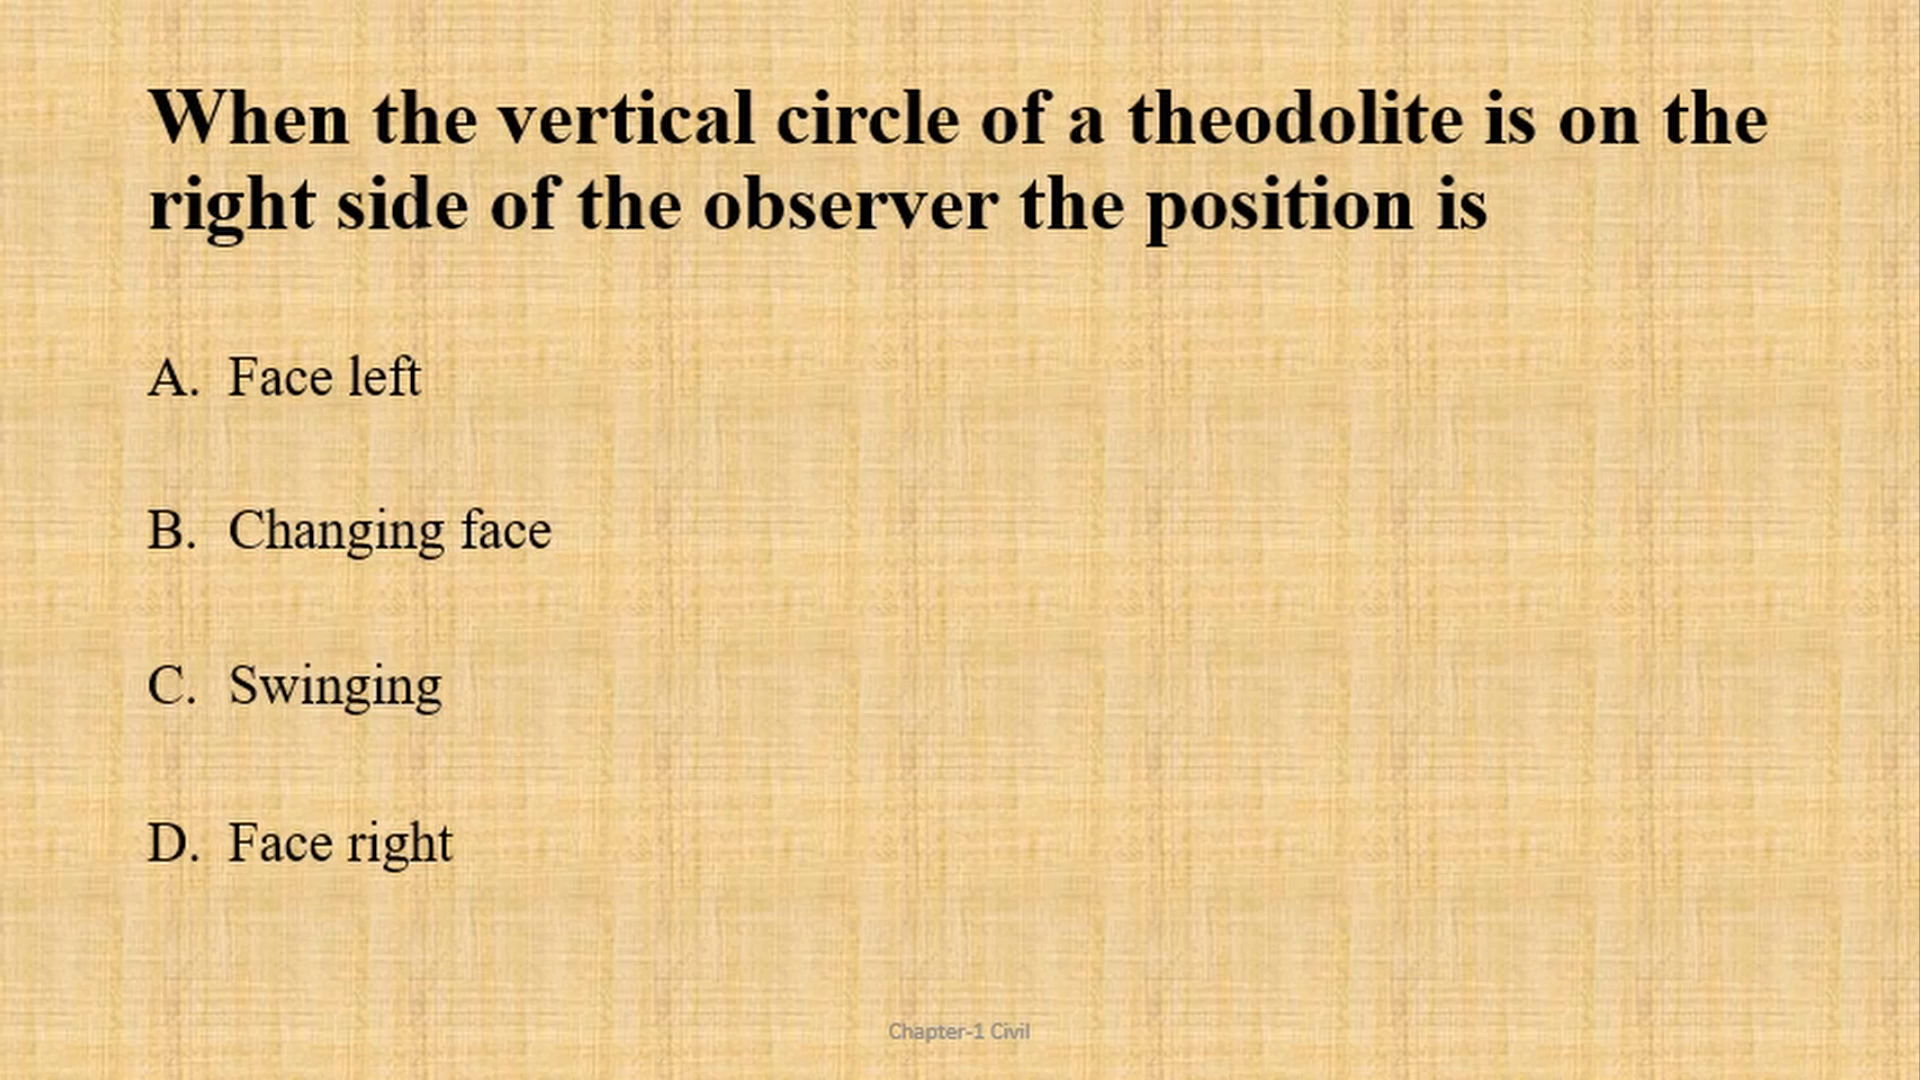 When the vertical circle of a theodolite is on the
right side of the observer the position is
A. Face left
B. Changing face
C. Swinging
D. Face right
Chapter-1 Civil